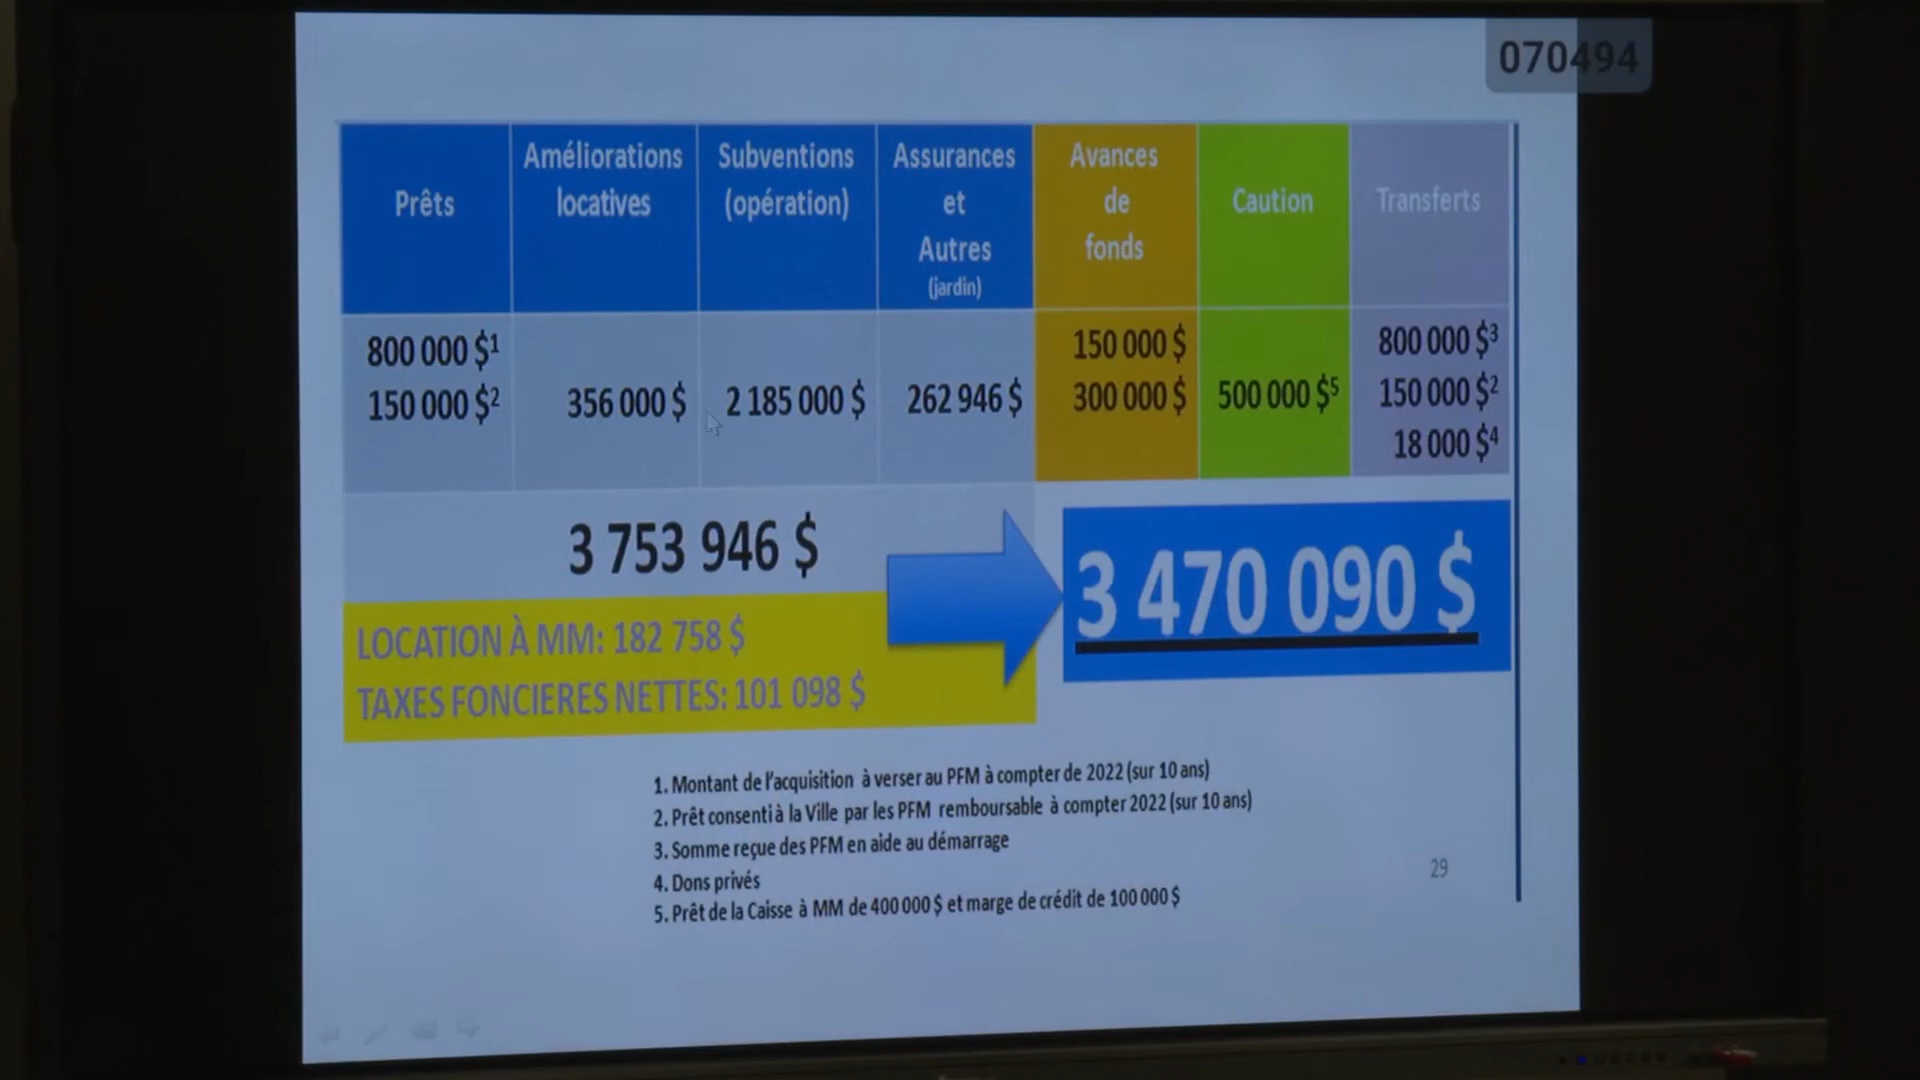 070494
Prêts
Améliorations
locatives
Subventions
(opération)
Assurances
et
Autres
(jardin)
Avances
de
fonds
Caution
Transferts
800 000 $¹
150 000 $²
356 000 $
2 185 000 $
262 946 $
150 000 $
300 000 $
500 000 $⁵
800 000 $³
150 000 $²
18 000 $⁴
3 753 946 $
3 470 090 $
LOCATION À MM: 182 758 $
TAXES FONCIERES NETTES: 101 098 $
1. Montant de l'acquisition à verser au PFM à compter de 2022 (sur 10 ans)
2. Prêt consenti à la Ville par les PFM remboursable à compter 2022 (sur 10 ans)
3. Somme reçue des PFM en aide au démarrage
4. Dons privés
5. Prêt de la Caisse à MM de 400 000 $ et marge de crédit de 100 000 $
29